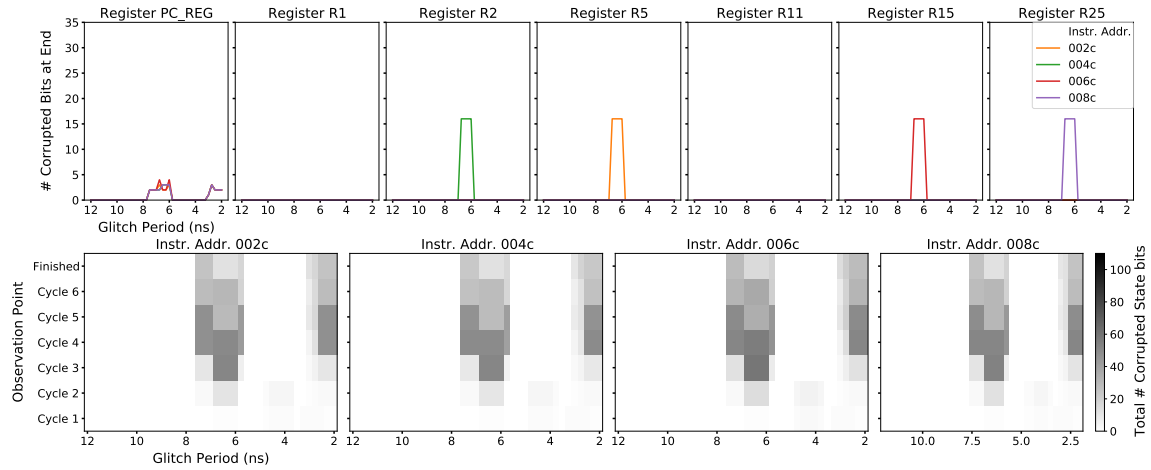 Register PC_REG
Register R1
Register R2
Register R5
Register R11
Register R15
Register R25
# Corrupted Bits at End
35
30
25
20
15
10
5
0
Instr. Addr.
002c
004c
006c
008c
12 10 8 6 4 2
12 10 8 6 4 2
12 10 8 6 4 2
12 10 8 6 4 2
12 10 8 6 4 2
12 10 8 6 4 2
12 10 8 6 4 2
Glitch Period (ns)
Instr. Addr. 002c
Instr. Addr. 004c
Instr. Addr. 006c
Instr. Addr. 008c
Observation Point
Finished
Cycle 6
Cycle 5
Cycle 4
Cycle 3
Cycle 2
Cycle 1
12 10 8 6 4 2
12 10 8 6 4 2
12 10 8 6 4 2
10.0 7.5 5.0 2.5
Glitch Period (ns)
100
80
60
40
20
0
Total # Corrupted State bits